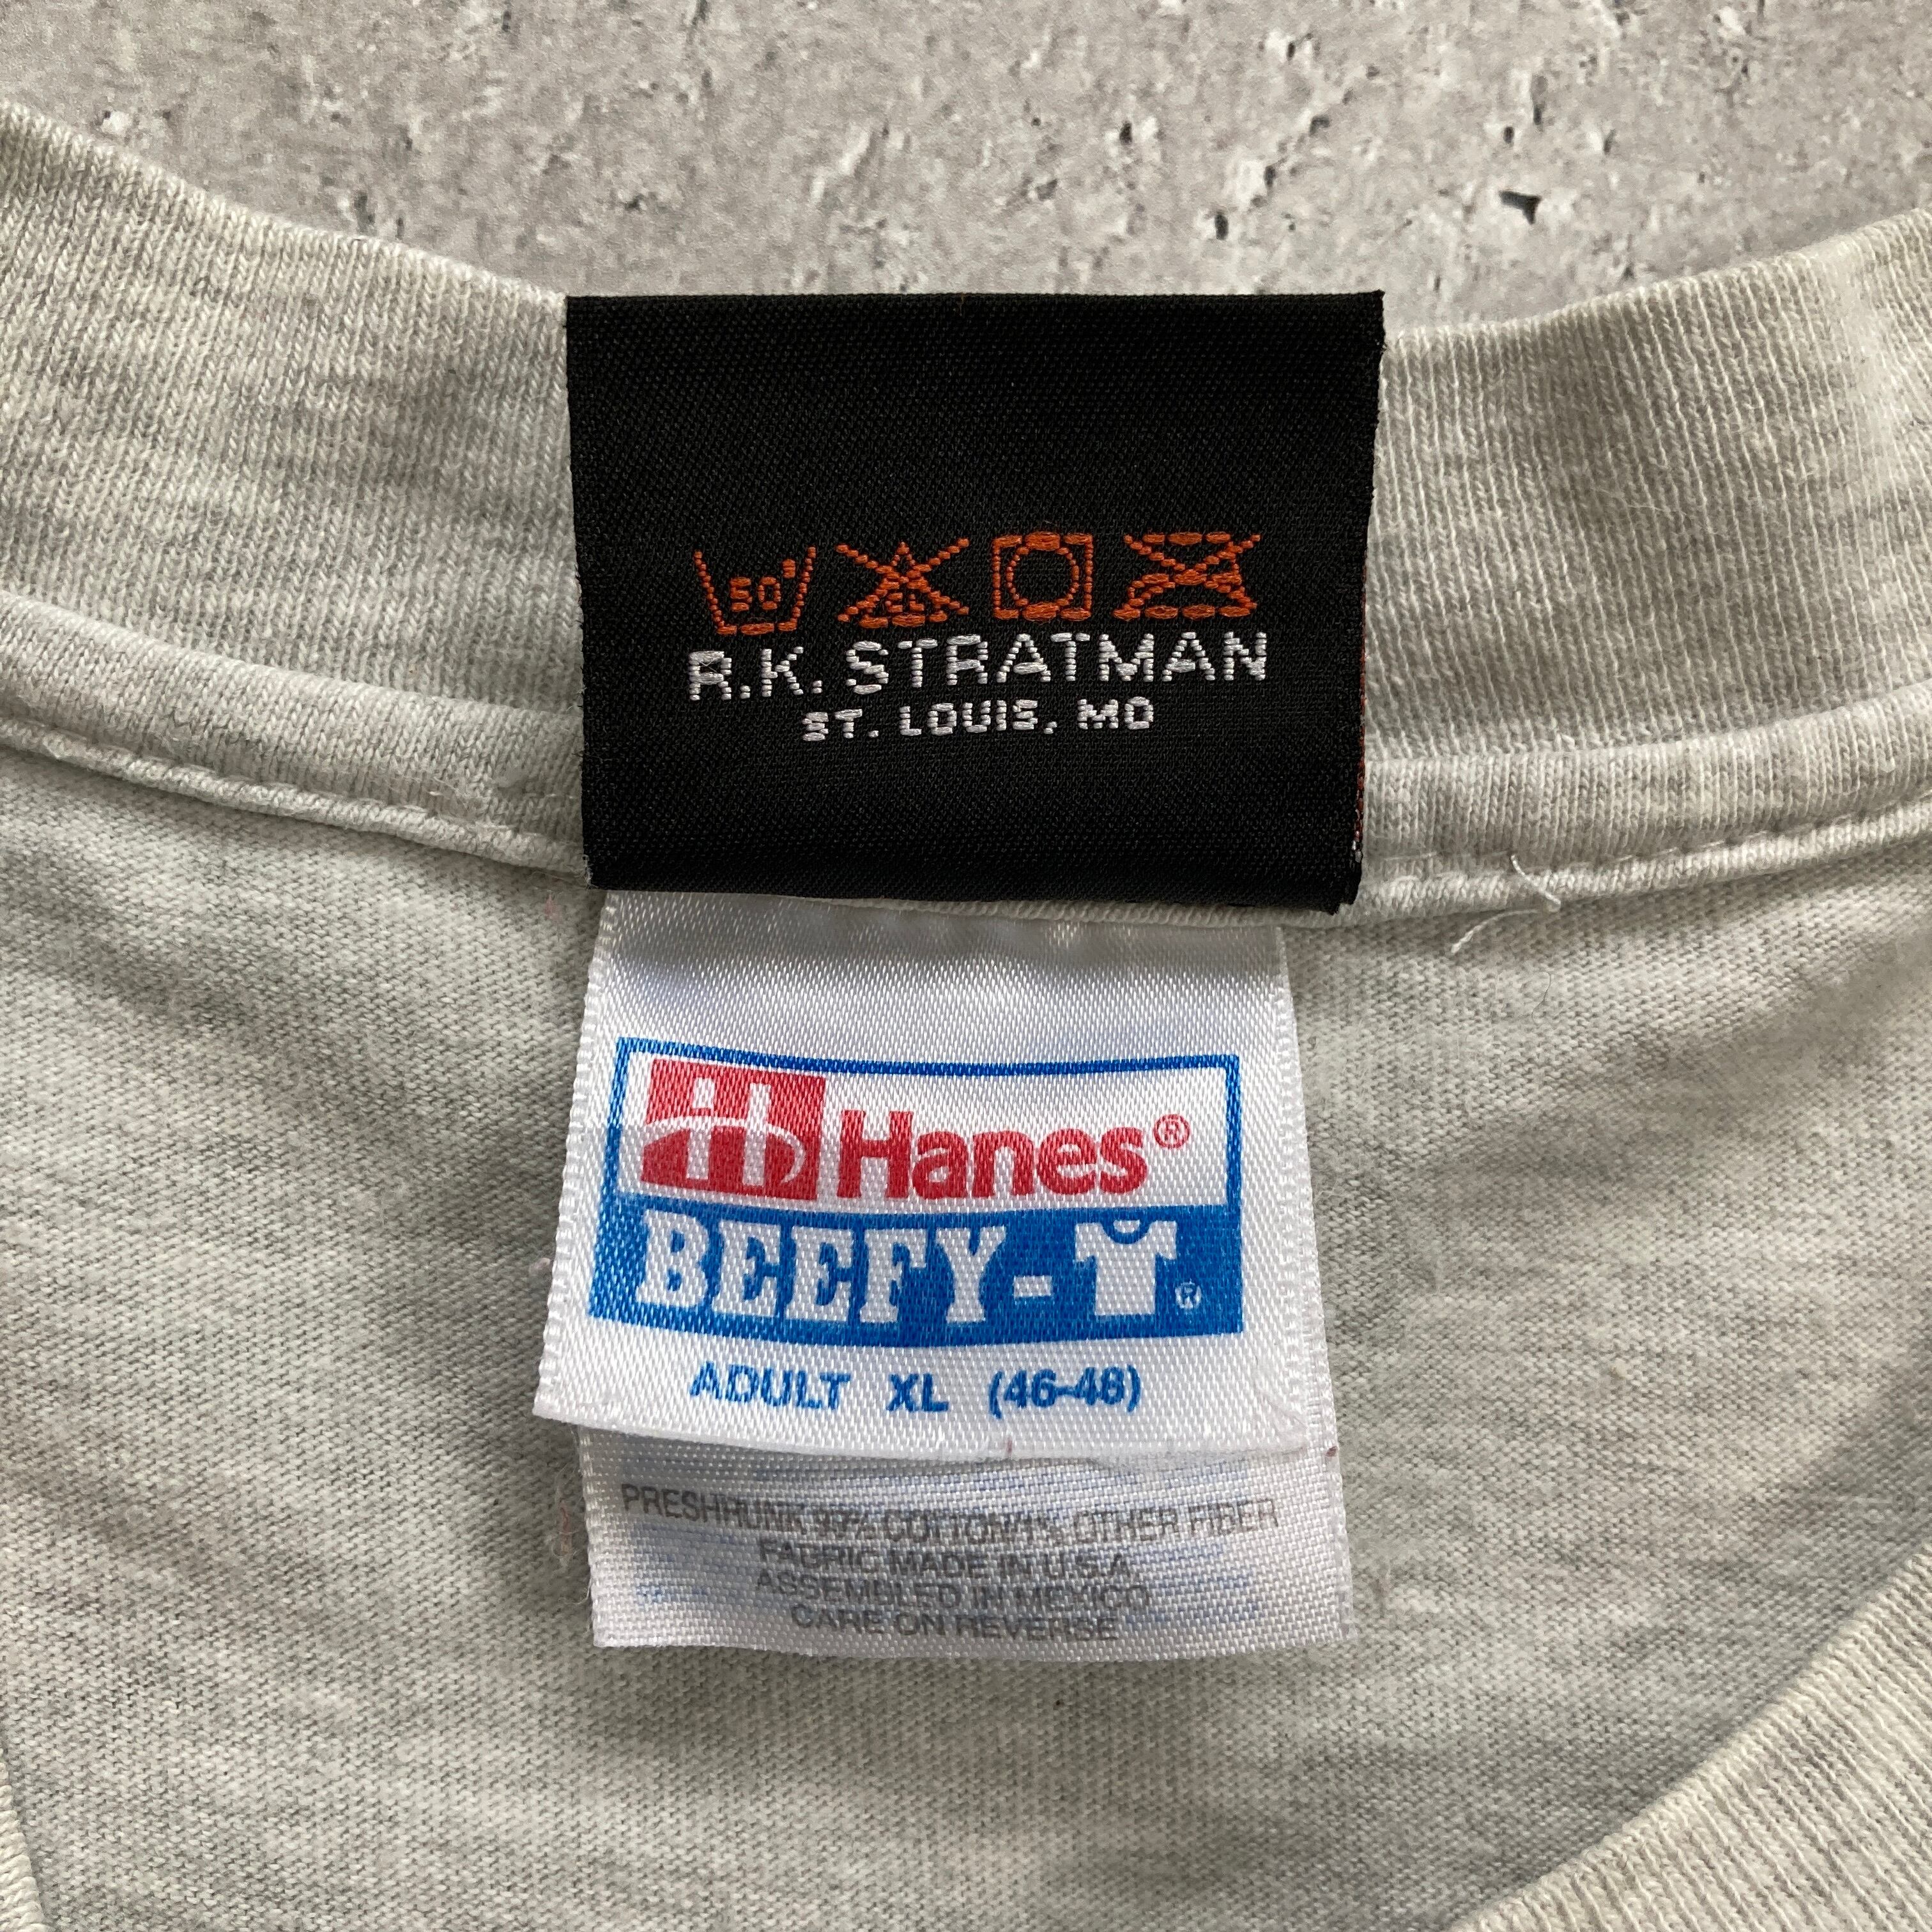 50°
CL
R.K. STRATMAN
ST. LOUIS, MO
Hanes®
BEEFY-T®
ADULT XL (46-48)
PRESHRUNK 99% COTTON/1% OTHER FIBER
FABRIC MADE IN U.S.A
ASSEMBLED IN MEXICO
CARE ON REVERSE